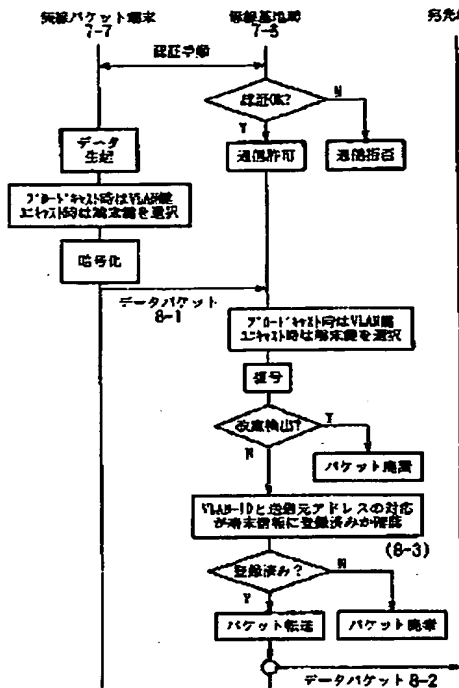 無線パケット端末
7-7
無線基地局
7-5
宛先
認証手順
認証OK?
N
Y
データ
生起
通信許可
通信拒否
ブロードキャスト時はVLAN鍵
ユニキャスト時は端末鍵を選択
暗号化
データパケット
8-1
ブロードキャスト時はVLAN鍵
ユニキャスト時は端末鍵を選択
復号
改竄検出?
Y
N
パケット廃棄
VLAN-IDと送信元アドレスの対応
が端末情報に登録済みか確認
(8-3)
登録済み?
N
Y
パケット転送
パケット廃棄
データパケット 8-2